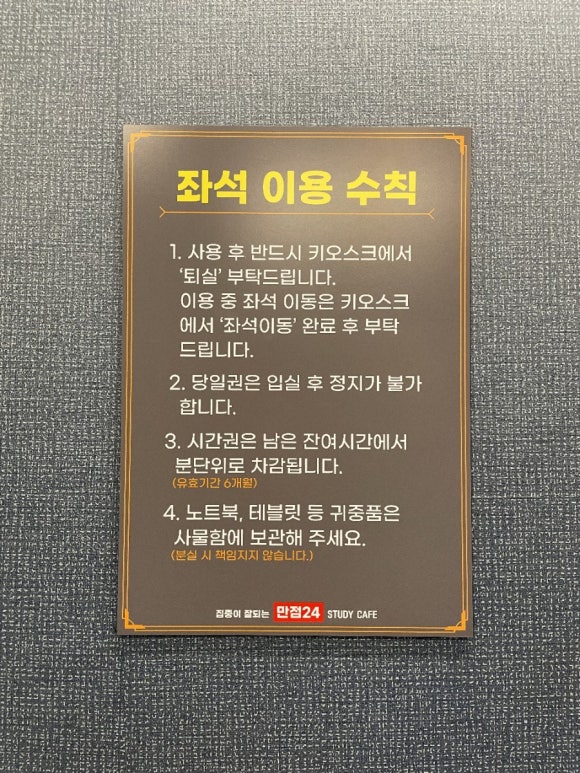 좌석 이용 수칙
1. 사용 후 반드시 키오스크에서
‘퇴실’ 부탁드립니다.
이용 중 좌석 이동은 키오스크
에서 ‘좌석이동’ 완료 후 부탁
드립니다.
2. 당일권은 입실 후 정지가 불가
합니다.
3. 시간권은 남은 잔여시간에서
분단위로 차감됩니다.
(유효기간 6개월)
4. 노트북, 테블릿 등 귀중품은
사물함에 보관해 주세요.
(분실 시 책임지지 않습니다.)
집중이 잘되는 만점24 STUDY CAFE